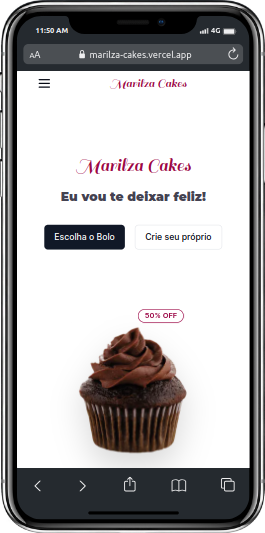 11:50 AM
4G
AA
marilza-cakes.vercel.app
Marilza Cakes
Marilza Cakes
Eu vou te deixar feliz!
Escolha o Bolo
Crie seu próprio
50% OFF